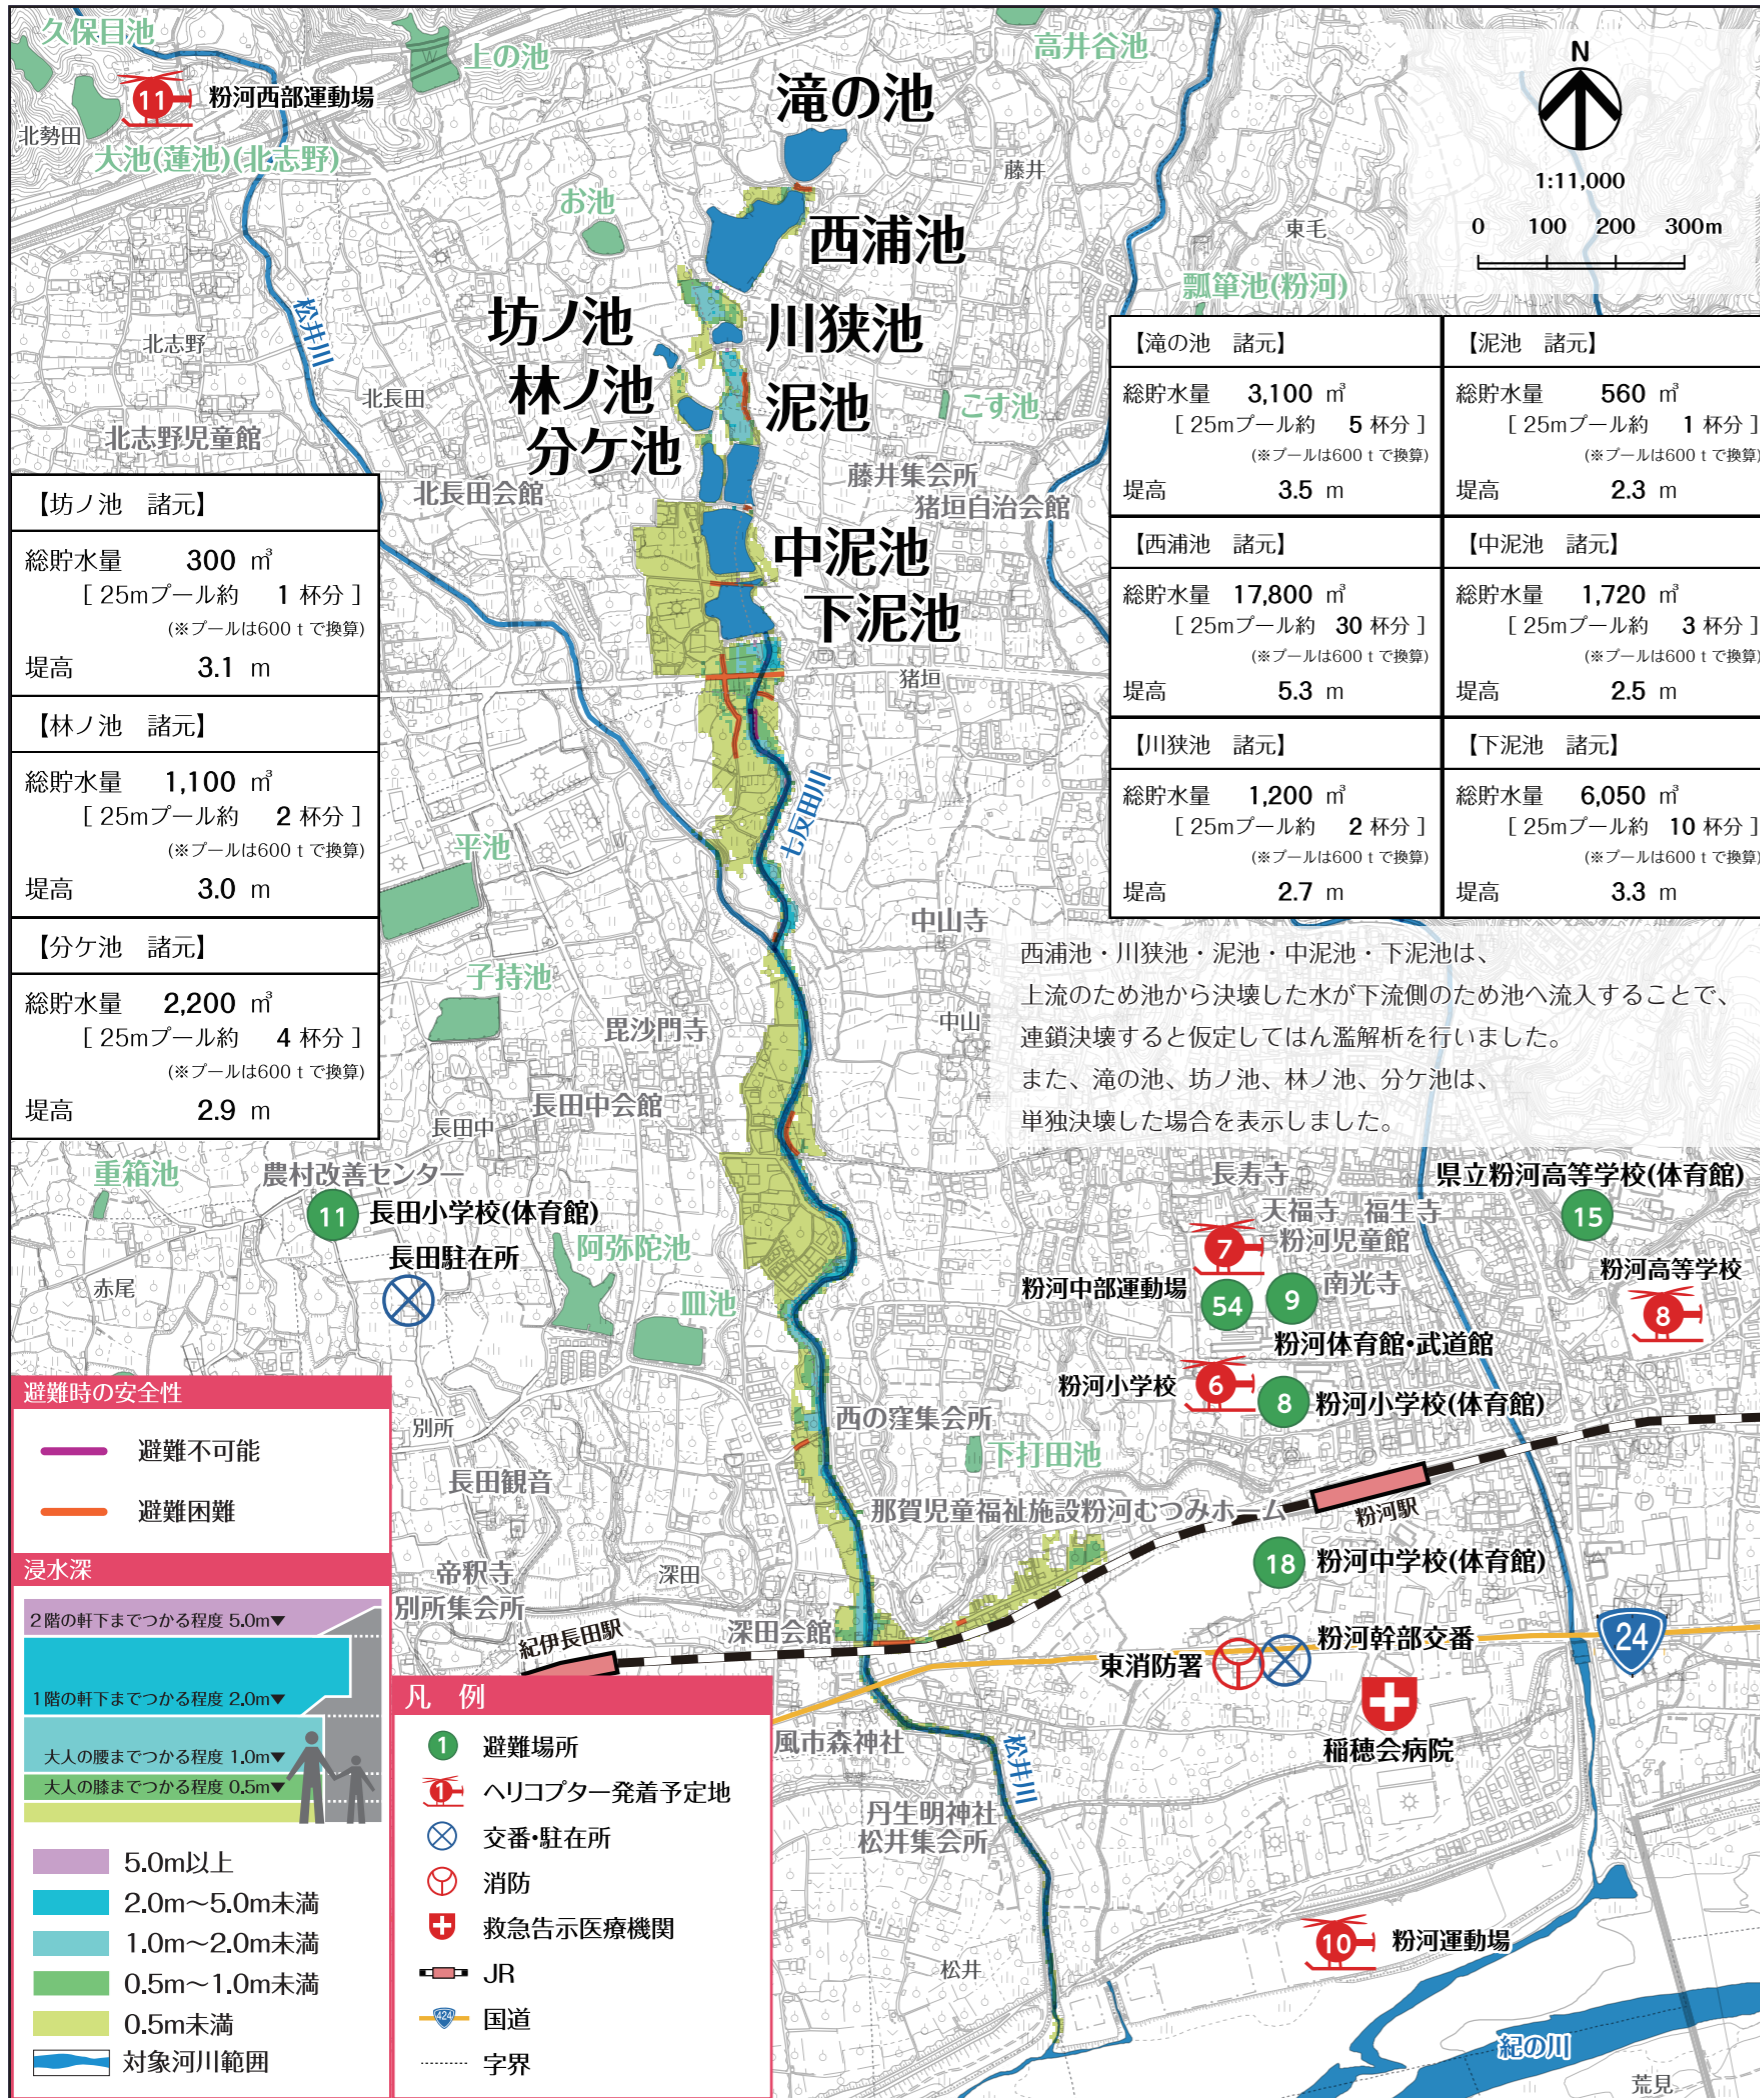 久保目池
上の池
高井谷池
11
粉河西部運動場
北勢田
大池(蓮池)(北志野)
滝の池
藤井
お池
西浦池
東毛
瓢箪池(粉河)
N
1:11,000
0 100 200 300m
松井川
北志野
坊ノ池
川狭池
林ノ池
泥池
北長田
こす池
北志野児童館
分ケ池
北長田会館
藤井集会所
猪垣自治会館
中泥池
下泥池
猪垣
【滝の池 諸元】
総貯水量 3,100 ㎥
[ 25mプール約 5 杯分 ]
(※プールは600ｔで換算)
堤高 3.5 m
【泥池 諸元】
総貯水量 560 ㎥
[ 25mプール約 1 杯分 ]
(※プールは600ｔで換算)
堤高 2.3 m
【西浦池 諸元】
総貯水量 17,800 ㎥
[ 25mプール約 30 杯分 ]
(※プールは600ｔで換算)
堤高 5.3 m
【中泥池 諸元】
総貯水量 1,720 ㎥
[ 25mプール約 3 杯分 ]
(※プールは600ｔで換算)
堤高 2.5 m
【川狭池 諸元】
総貯水量 1,200 ㎥
[ 25mプール約 2 杯分 ]
(※プールは600ｔで換算)
堤高 2.7 m
【下泥池 諸元】
総貯水量 6,050 ㎥
[ 25mプール約 10 杯分 ]
(※プールは600ｔで換算)
堤高 3.3 m
【坊ノ池 諸元】
総貯水量 300 ㎥
[ 25mプール約 1 杯分 ]
(※プールは600ｔで換算)
堤高 3.1 m
【林ノ池 諸元】
総貯水量 1,100 ㎥
[ 25mプール約 2 杯分 ]
(※プールは600ｔで換算)
堤高 3.0 m
【分ケ池 諸元】
総貯水量 2,200 ㎥
[ 25mプール約 4 杯分 ]
(※プールは600ｔで換算)
堤高 2.9 m
七反田川
平池
中山寺
子持池
毘沙門寺
中山
長田中会館
長田中
西浦池・川狭池・泥池・中泥池・下泥池は、
上流のため池から決壊した水が下流側のため池へ流入することで、
連鎖決壊すると仮定してはん濫解析を行いました。
また、滝の池、坊ノ池、林ノ池、分ケ池は、
単独決壊した場合を表示しました。
重箱池
農村改善センター
11
長田小学校(体育館)
長田駐在所
赤尾
阿弥陀池
皿池
長寿寺
天福寺
福生寺
粉河児童館
県立粉河高等学校(体育館)
15
7
粉河中部運動場
54
9
南光寺
粉河体育館・武道館
粉河高等学校
8
粉河小学校
6
8
粉河小学校(体育館)
別所
西の窪集会所
下打田池
長田観音
那賀児童福祉施設粉河むつみホーム
粉河駅
帝釈寺
別所集会所
深田
18
粉河中学校(体育館)
紀伊長田駅
深田会館
東消防署
粉河幹部交番
24
稲穂会病院
風市森神社
松井川
丹生明神社
松井集会所
松井
10
粉河運動場
紀の川
荒見
避難時の安全性
避難不可能
避難困難
浸水深
2階の軒下までつかる程度 5.0m▼
1階の軒下までつかる程度 2.0m▼
大人の腰までつかる程度 1.0m▼
大人の膝までつかる程度 0.5m▼
5.0m以上
2.0m〜5.0m未満
1.0m〜2.0m未満
0.5m〜1.0m未満
0.5m未満
対象河川範囲
凡 例
1 避難場所
1 ヘリコプター発着予定地
交番・駐在所
消防
救急告示医療機関
JR
424 国道
字界